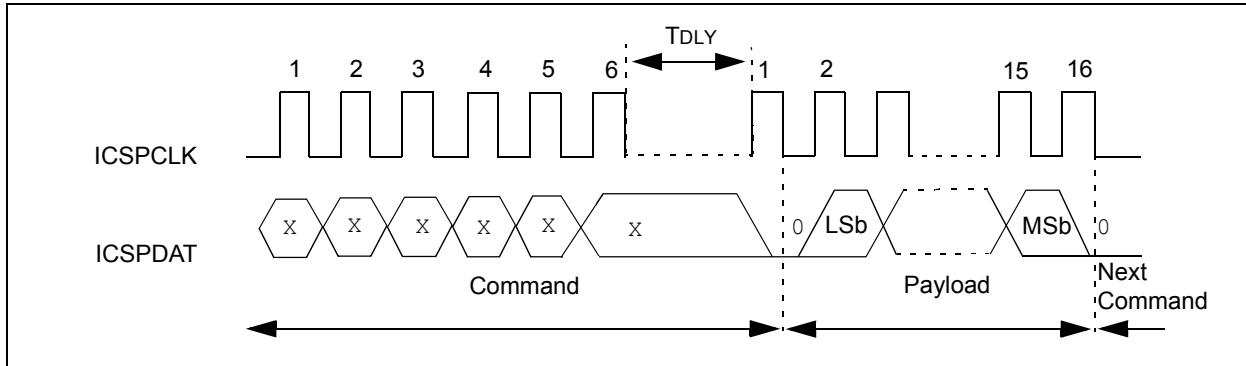 TDLY
1 2 3 4 5 6 1 2 15 16
ICSPCLK
X X X X X X 0 LSb MSb 0
ICSPDAT
Command Payload Next
Command